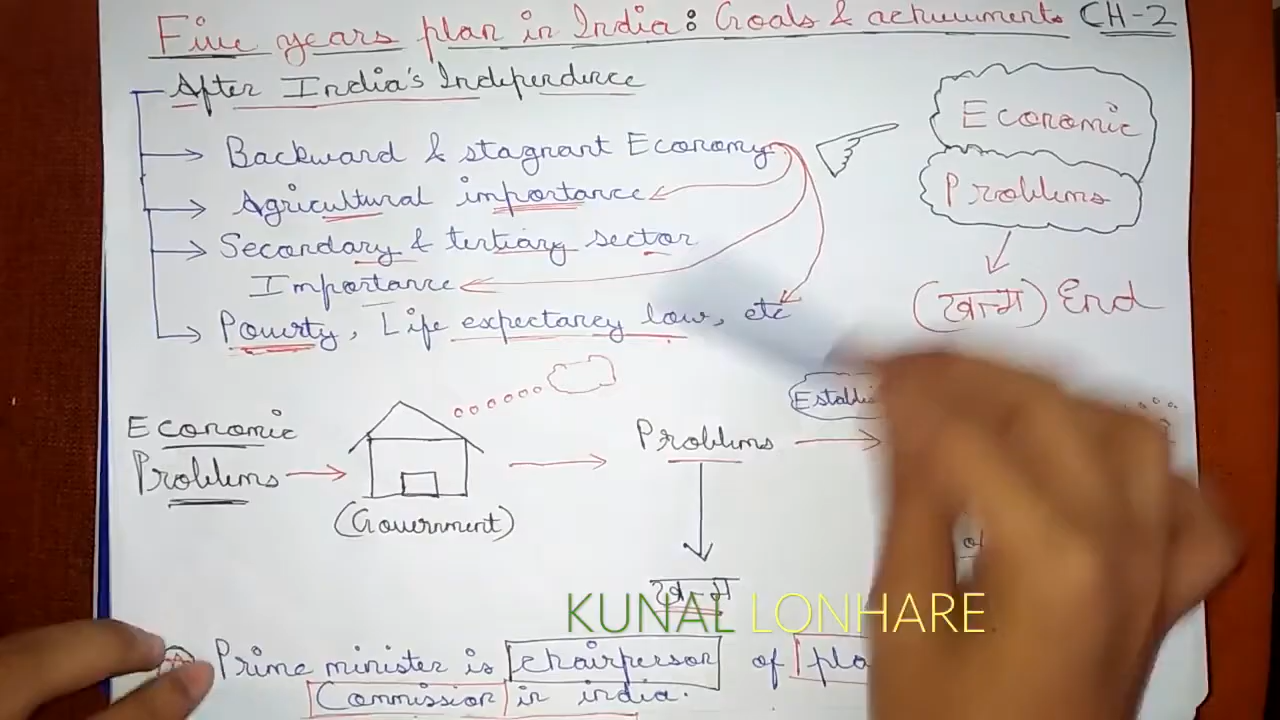 Five years plan in India: Goals & achievements CH-2
After India's Independence
Backward & stagnant Economy
Agricultural importance
Secondary & tertiary sector
Importance
Poverty, Life expectancy low, etc
Economic
Problems
(खत्म) End
Economic
Problems
(Government)
Problems
खत्म
KUNAL LONHARE
Prime minister is chairperson of
Commission in india.